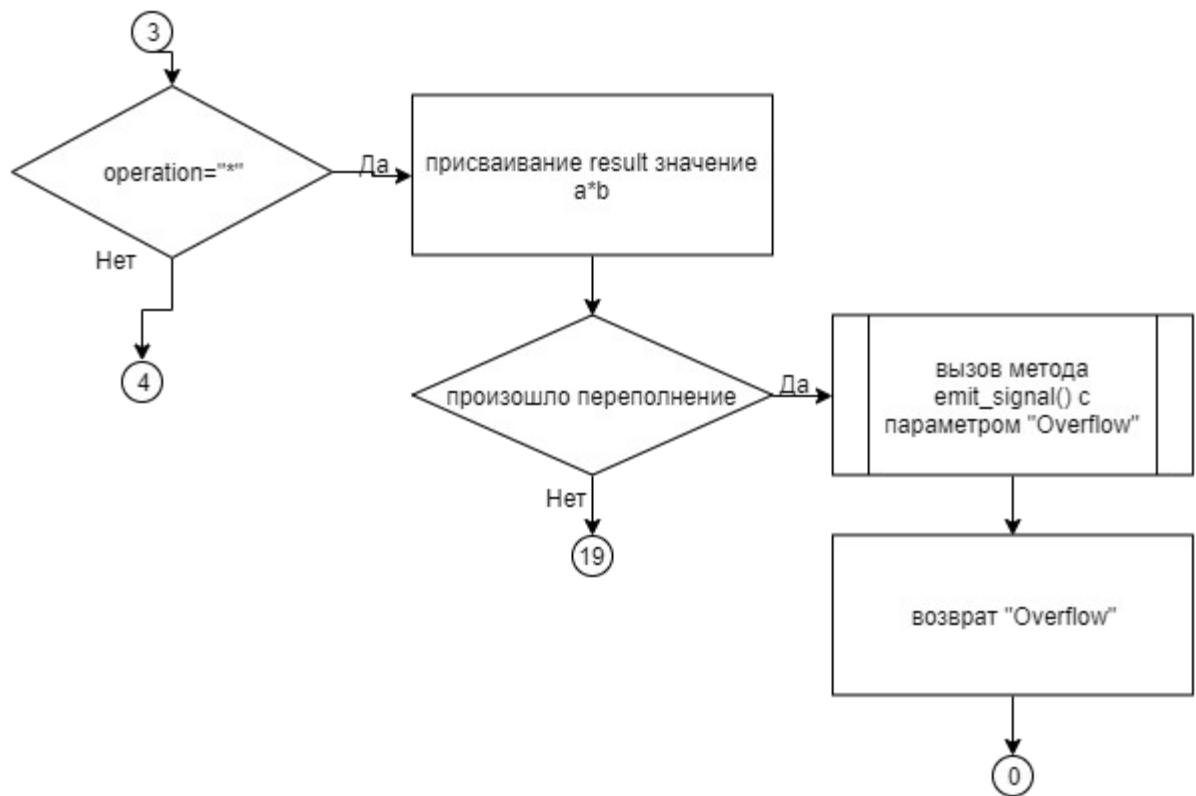 3
operation="*"
Да
присваивание result значение
a*b
Нет
4
произошло переполнение
Да
вызов метода
emit_signal() с
параметром "Overflow"
Нет
19
возврат "Overflow"
0